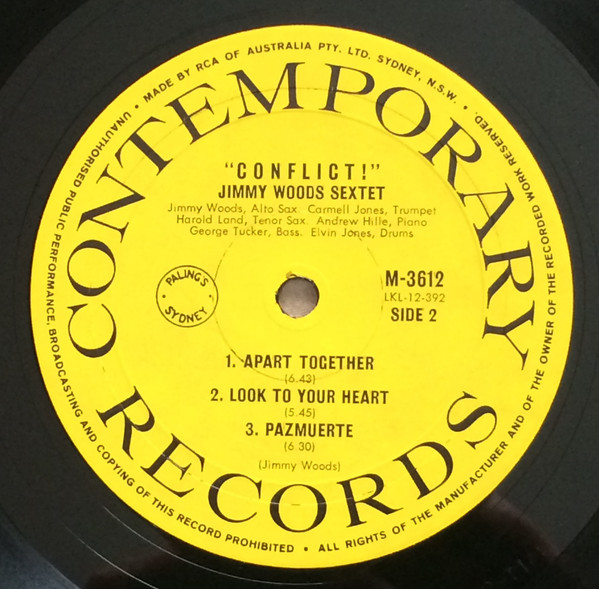 UNAUTHORISED PUBLIC PERFORMANCE, BROADCASTING AND COPYING OF THIS RECORD PROHIBITED • ALL RIGHTS OF THE MANUFACTURER AND OF THE OWNER OF THE RECORDED WORK RESERVED • MADE BY RCA OF AUSTRALIA PTY. LTD. SYDNEY, N.S.W. •
CONTEMPORARY
RECORDS
"CONFLICT!"
JIMMY WOODS SEXTET
Jimmy Woods, Alto Sax. Carmell Jones, Trumpet
Harold Land, Tenor Sax. Andrew Hille, Piano
George Tucker, Bass. Elvin Jones, Drums
PALING'S
• SYDNEY •
M-3612
LKL-12-392
SIDE 2
1. APART TOGETHER
(6.43)
2. LOOK TO YOUR HEART
(5.45)
3. PAZMUERTE
(6.30)
(Jimmy Woods)